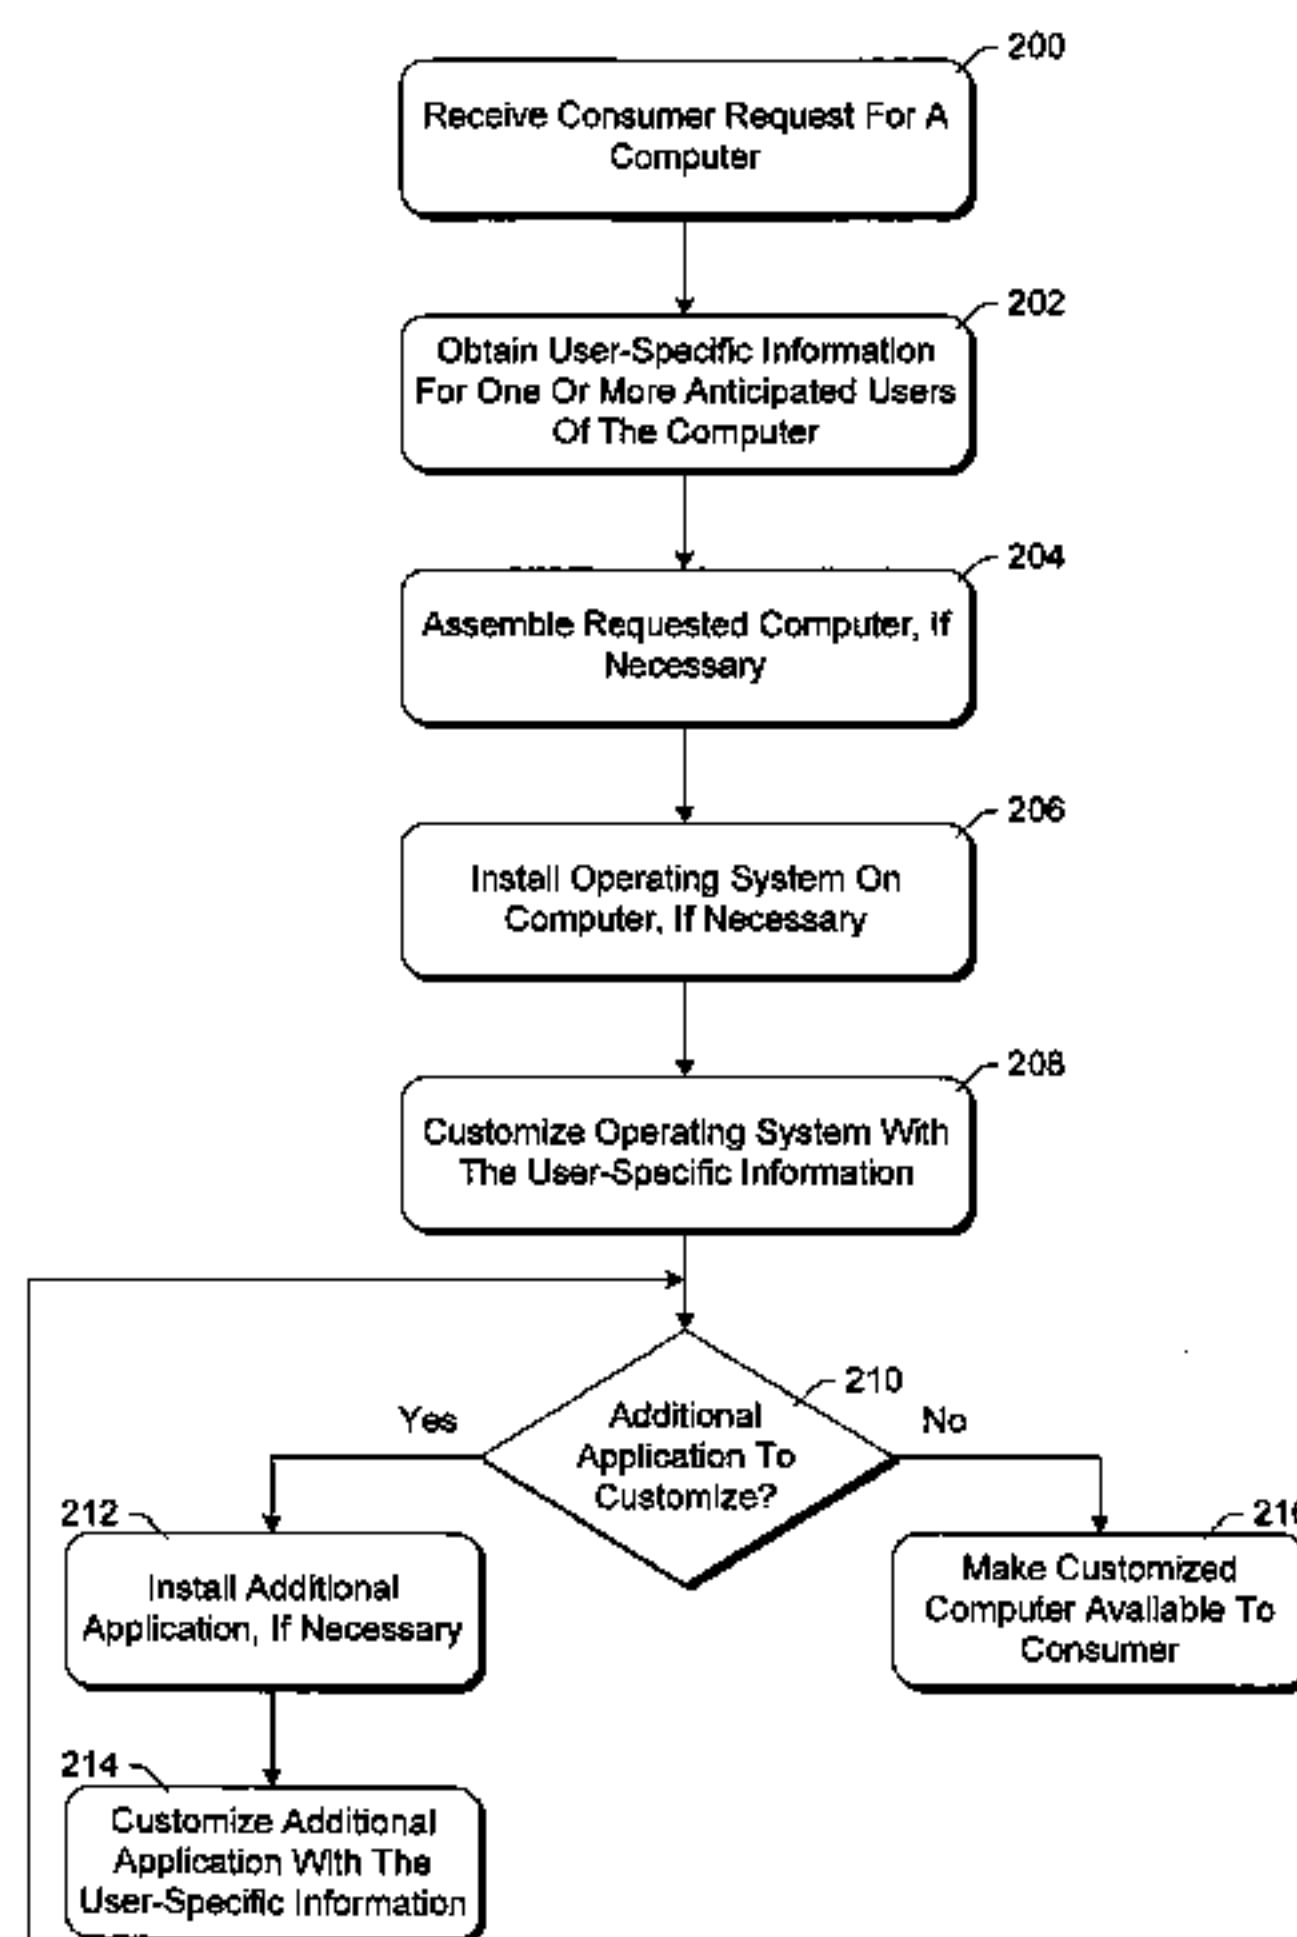 200
Receive Consumer Request For A
Computer
202
Obtain User-Specific Information
For One Or More Anticipated Users
Of The Computer
204
Assemble Requested Computer, If
Necessary
206
Install Operating System On
Computer, If Necessary
208
Customize Operating System With
The User-Specific Information
210
Yes
No
Additional
Application To
Customize?
212
Install Additional
Application, If Necessary
Make Customized
Computer Available To
Consumer
214
Customize Additional
Application With The
User-Specific Information